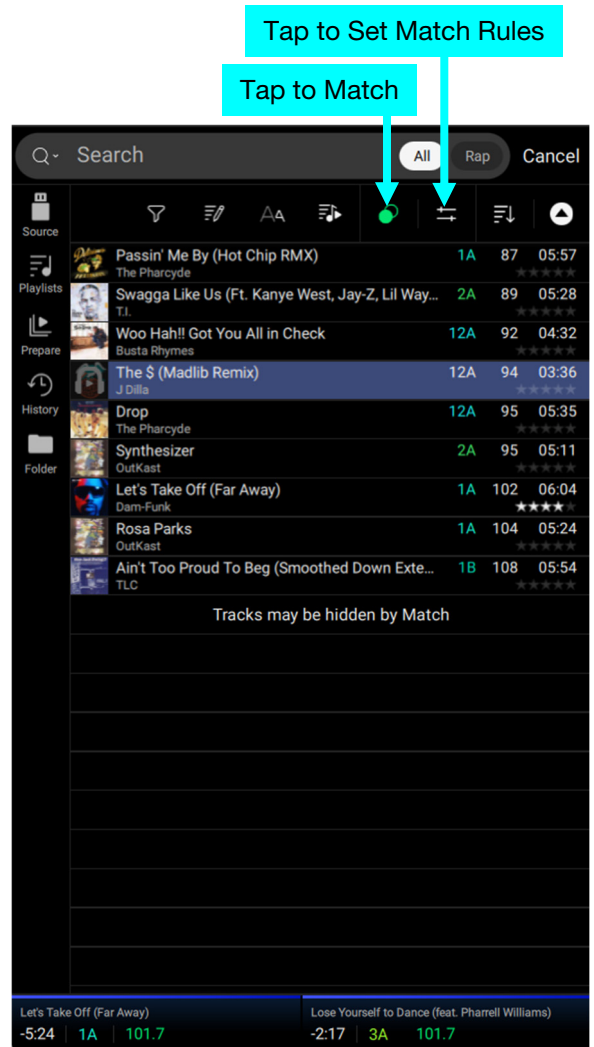 Tap to Set Match Rules
Tap to Match
Search
All
Rap
Cancel
Source
Playlists
Prepare
History
Folder
AA
Passin' Me By (Hot Chip RMX) 1A 87 05:57
The Pharcyde
Swagga Like Us (Ft. Kanye West, Jay-Z, Lil Way... 2A 89 05:28
T.I.
Woo Hah!! Got You All in Check 12A 92 04:32
Busta Rhymes
The $ (Madlib Remix) 12A 94 03:36
J Dilla
Drop 12A 95 05:35
The Pharcyde
Synthesizer 2A 95 05:11
OutKast
Let's Take Off (Far Away) 1A 102 06:04
Dam-Funk
Rosa Parks 1A 104 05:24
OutKast
Ain't Too Proud To Beg (Smoothed Down Exte... 1B 108 05:54
TLC
Tracks may be hidden by Match
Let's Take Off (Far Away)
-5:24 1A 101.7
Lose Yourself to Dance (feat. Pharrell Williams)
-2:17 3A 101.7